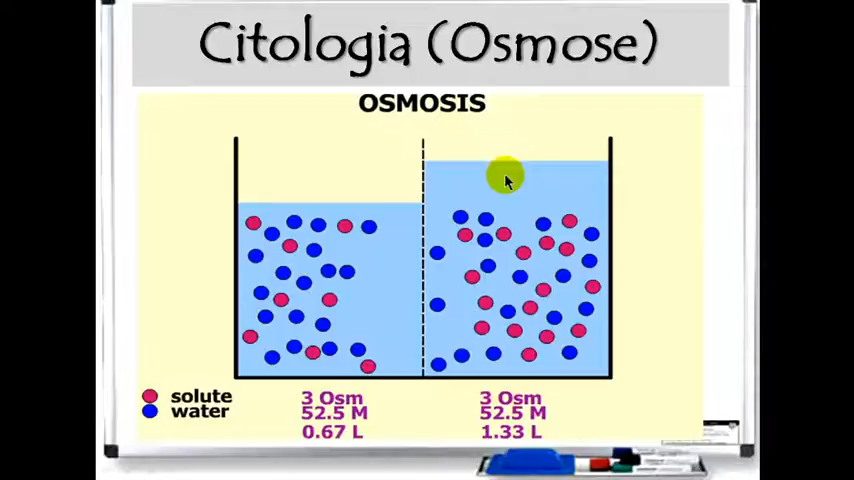 Citologia (Osmose)
OSMOSIS
solute
water
3 Osm
52.5 M
0.67 L
3 Osm
52.5 M
1.33 L